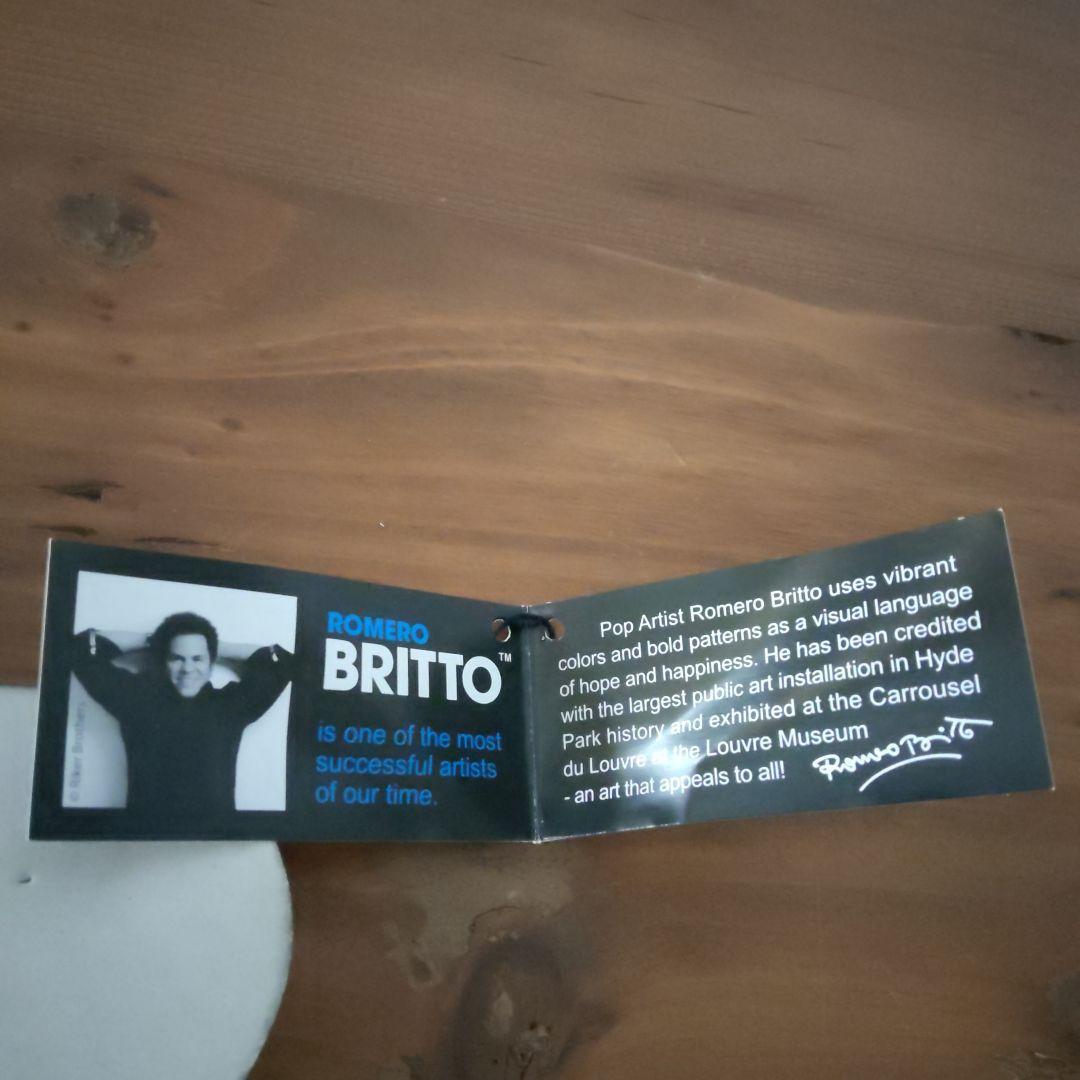 © Riker Brothers
ROMERO
BRITTO™
is one of the most
successful artists
of our time.
Pop Artist Romero Britto uses vibrant
colors and bold patterns as a visual language
of hope and happiness. He has been credited
with the largest public art installation in Hyde
Park history and exhibited at the Carrousel
du Louvre at the Louvre Museum
- an art that appeals to all!
Romero Britto